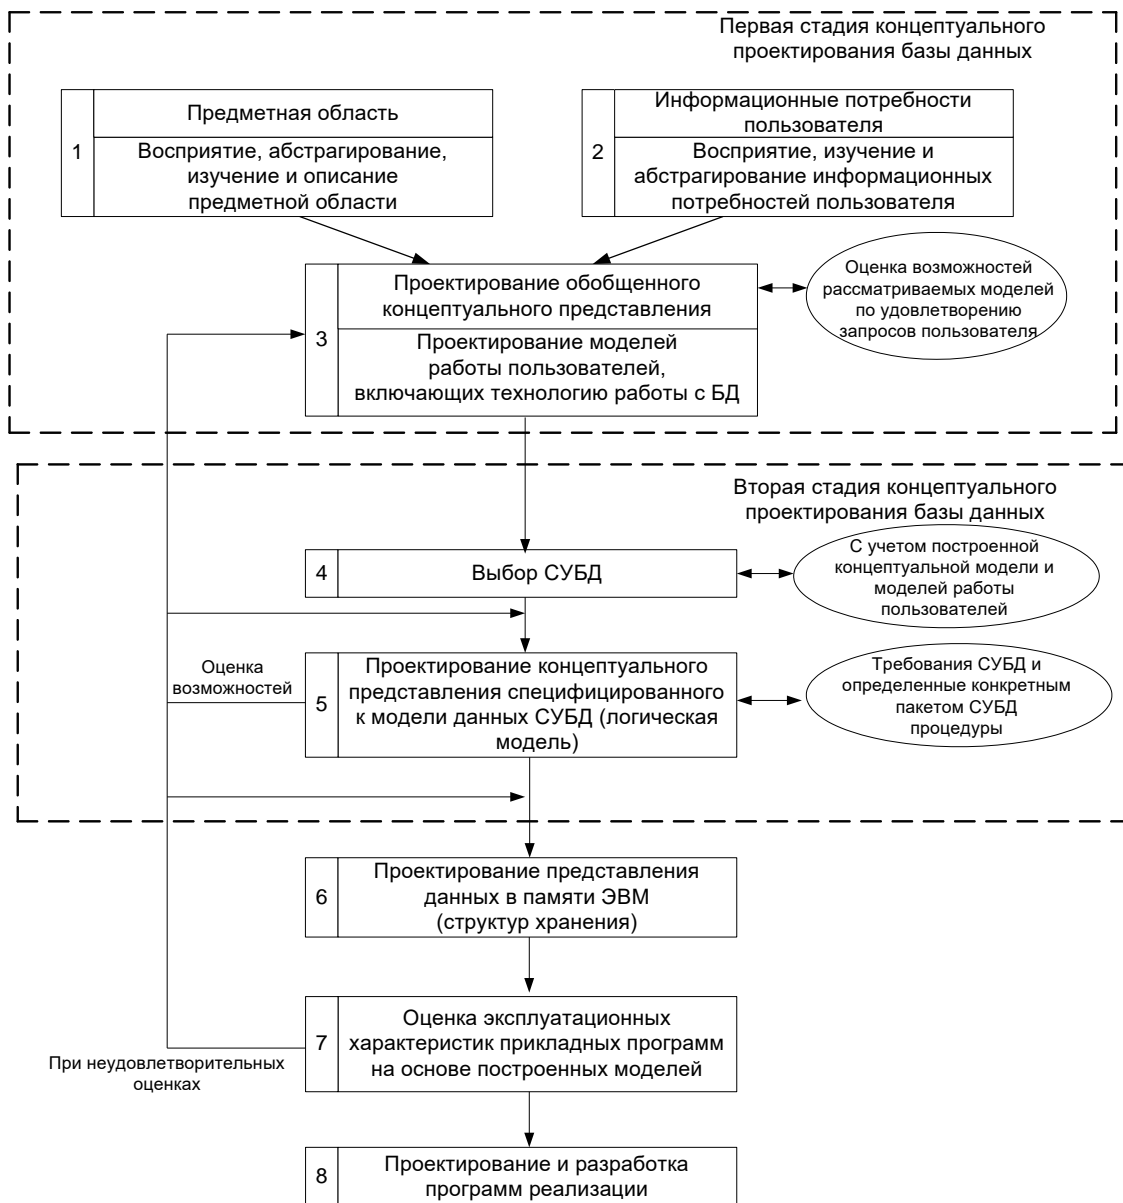 Первая стадия концептуального
проектирования базы данных
1
Предметная область
Восприятие, абстрагирование,
изучение и описание
предметной области
2
Информационные потребности
пользователя
Восприятие, изучение и
абстрагирование информационных
потребностей пользователя
3
Проектирование обобщенного
концептуального представления
Проектирование моделей
работы пользователей,
включающих технологию работы с БД
Оценка возможностей
рассматриваемых моделей
по удовлетворению
запросов пользователя
Вторая стадия концептуального
проектирования базы данных
4
Выбор СУБД
С учетом построенной
концептуальной модели и
моделей работы
пользователей
Оценка
возможностей
5
Проектирование концептуального
представления специфицированного
к модели данных СУБД (логическая
модель)
Требования СУБД и
определенные конкретным
пакетом СУБД
процедуры
6
Проектирование представления
данных в памяти ЭВМ
(структур хранения)
7
Оценка эксплуатационных
характеристик прикладных программ
на основе построенных моделей
При неудовлетворительных
оценках
8
Проектирование и разработка
программ реализации